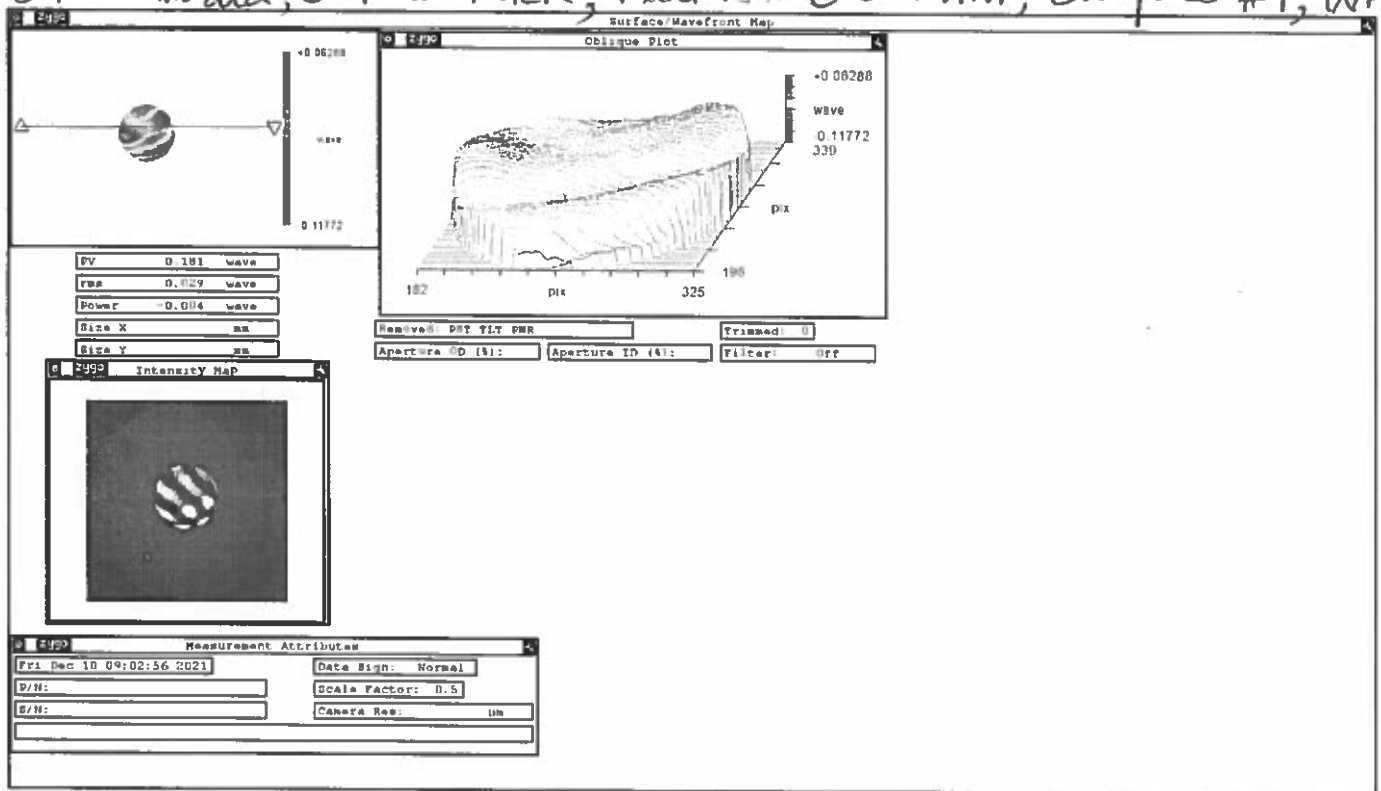 zygo Surface/Wavefront Map
+0.06288
wave
-0.11772
zygo Oblique Plot
+0.06288
wave
-0.11772
339
pix
196
182 pix 325
PV 0.181 wave
rms 0.029 wave
Power -0.004 wave
Size X mm
Size Y mm
Removed: PST TLT PWR
Trimmed: 0
Aperture OD (%):
Aperture ID (%):
Filter: Off
zygo Intensity Map
zygo Measurement Attributes
Fri Dec 10 09:02:56 2021
Data Sign: Normal
P/N:
Scale Factor: 0.5
S/N:
Camera Res: µm